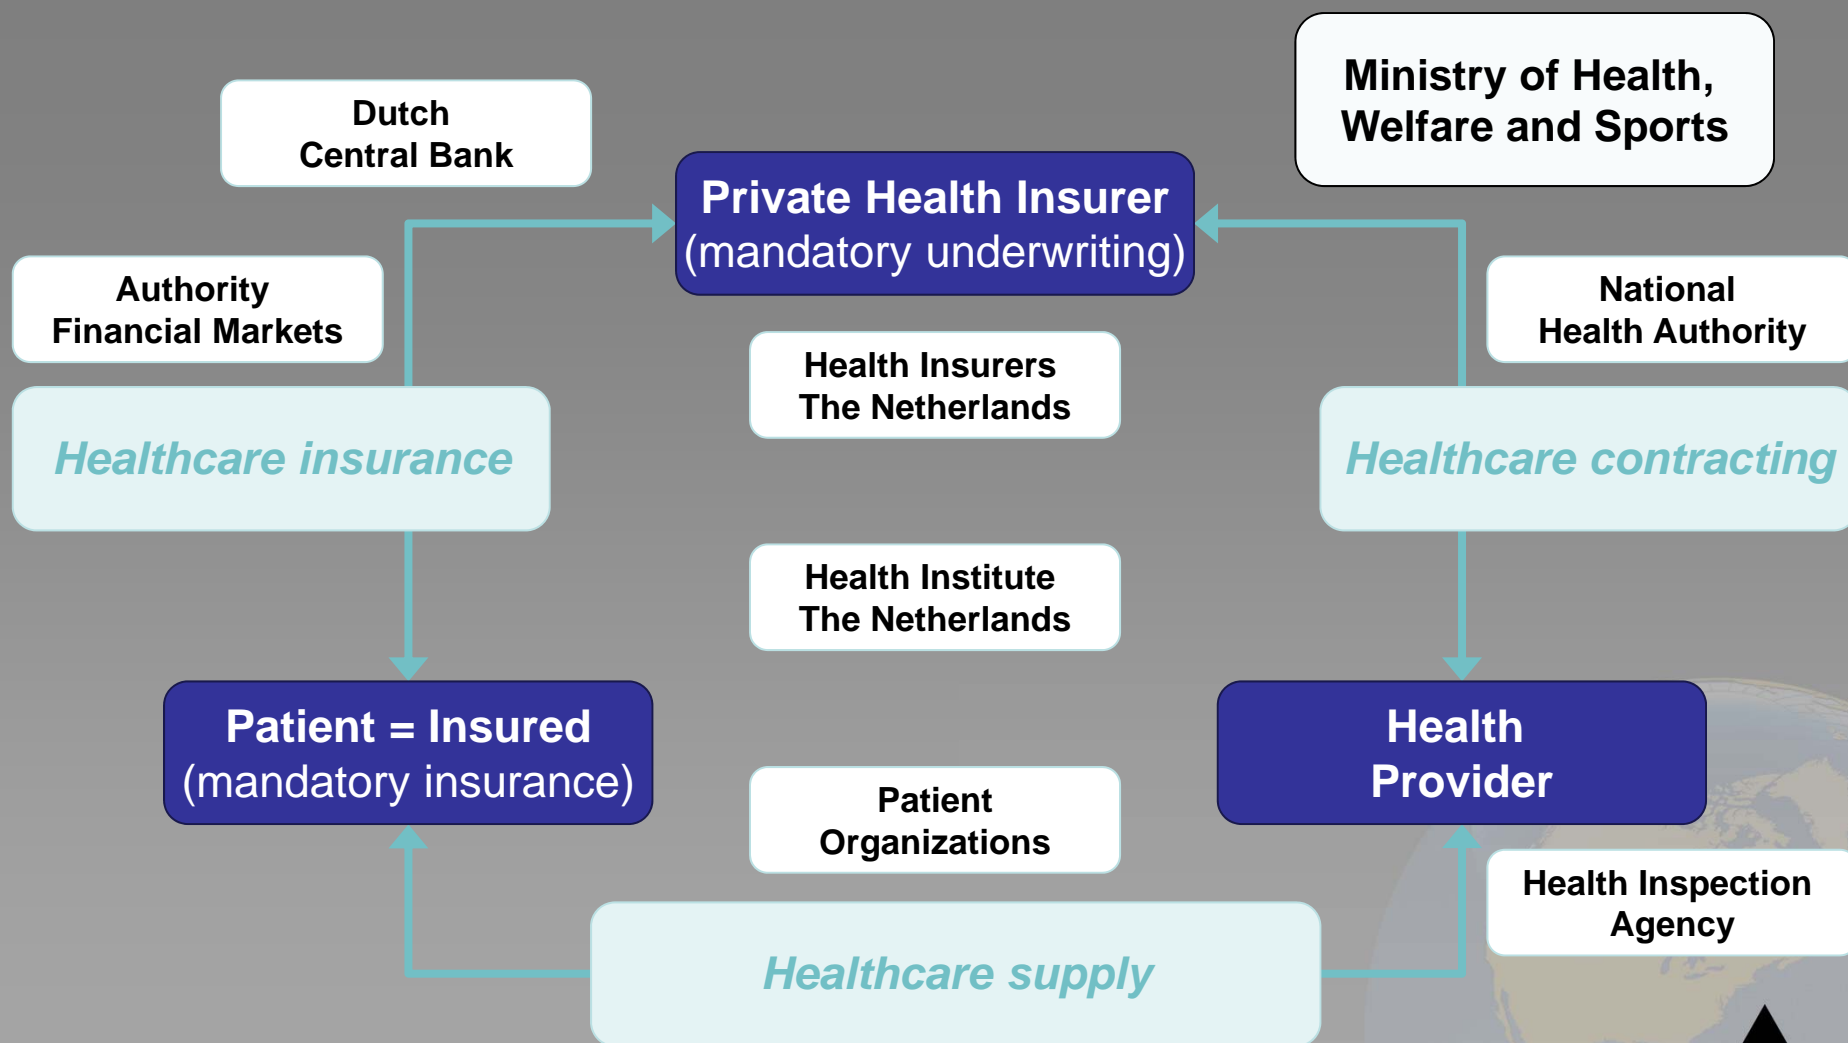 Ministry of Health,
Welfare and Sports
Dutch
Central Bank
Private Health Insurer
(mandatory underwriting)
Authority
Financial Markets
National
Health Authority
Health Insurers
The Netherlands
Healthcare insurance
Healthcare contracting
Health Institute
The Netherlands
Patient = Insured
(mandatory insurance)
Health
Provider
Patient
Organizations
Health Inspection
Agency
Healthcare supply